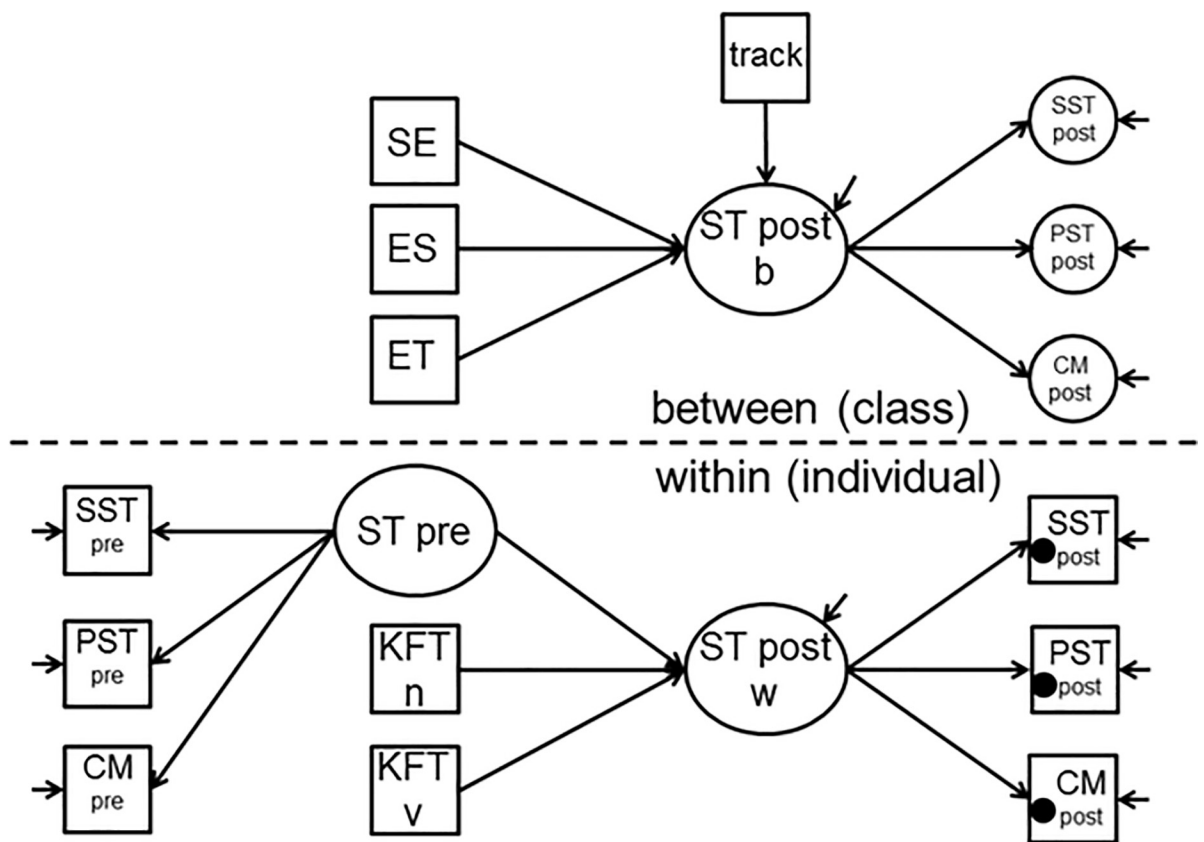 track
SE
ES
ET
ST post
b
SST
post
PST
post
CM
post
between (class)
within (individual)
SST
pre
PST
pre
CM
pre
ST pre
KFT
n
KFT
v
ST post
w
SST
post
PST
post
CM
post